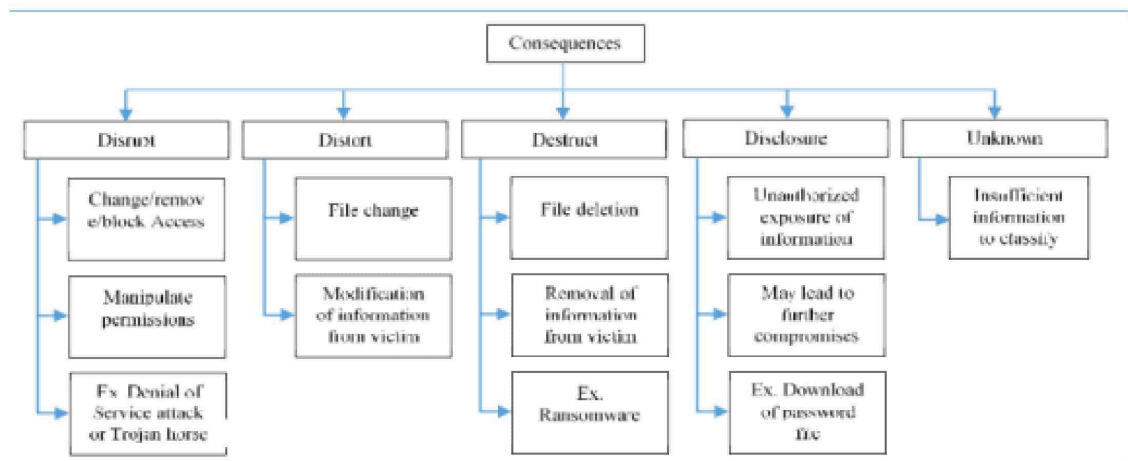 Consequences
Disrupt
Distort
Destruct
Disclosure
Unknown
Change/remov
e/block Access
Manipulate
permissions
Ex. Denial of
Service attack
or Trojan horse
File change
Modification
of information
from victim
File deletion
Removal of
information
from victim
Ex.
Ransomware
Unauthorized
exposure of
information
May lead to
further
compromises
Ex. Download
of password
file
Insufficient
information
to classify